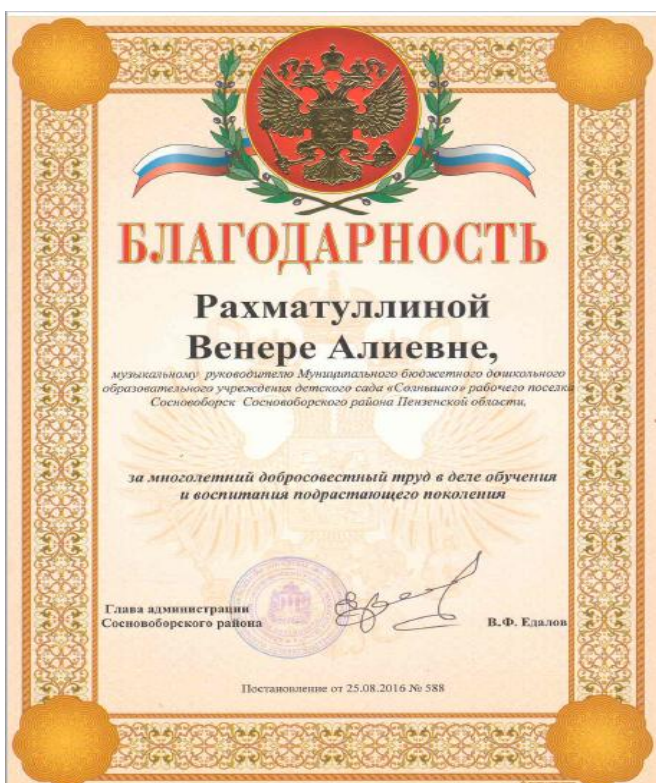 БЛАГОДАРНОСТЬ
Рахматуллиной
Венере Алиевне,
музыкальному руководителю Муниципального бюджетного дошкольного
образовательного учреждения детского сада «Солнышко» рабочего поселка
Сосновоборск Сосновоборского района Пензенской области,
за многолетний добросовестный труд в деле обучения
и воспитания подрастающего поколения
Глава администрации
Сосновоборского района
В.Ф. Едалов
Постановление от 25.08.2016 № 588